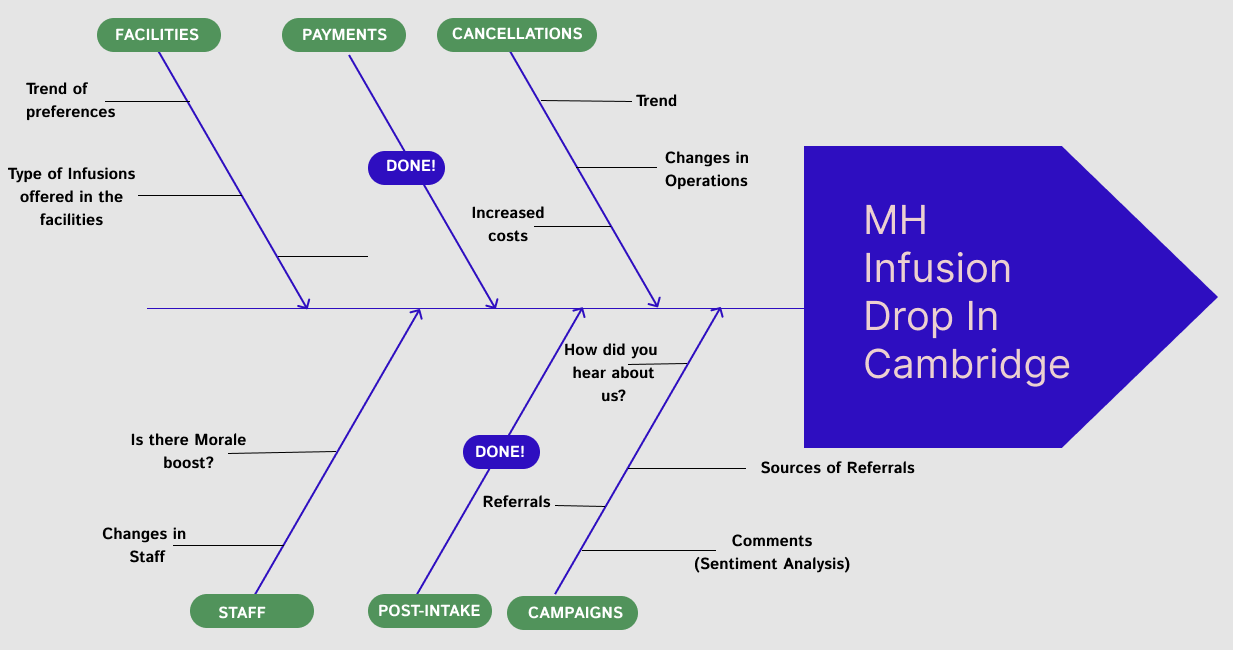 FACILITIES
PAYMENTS
CANCELLATIONS
Trend of
preferences
Trend
DONE!
Changes in
Operations
Type of Infusions
offered in the
facilities
Increased
costs
MH
Infusion
Drop In
Cambridge
How did you
hear about
us?
Is there Morale
boost?
DONE!
Sources of Referrals
Referrals
Changes in
Staff
Comments
(Sentiment Analysis)
STAFF
POST-INTAKE
CAMPAIGNS